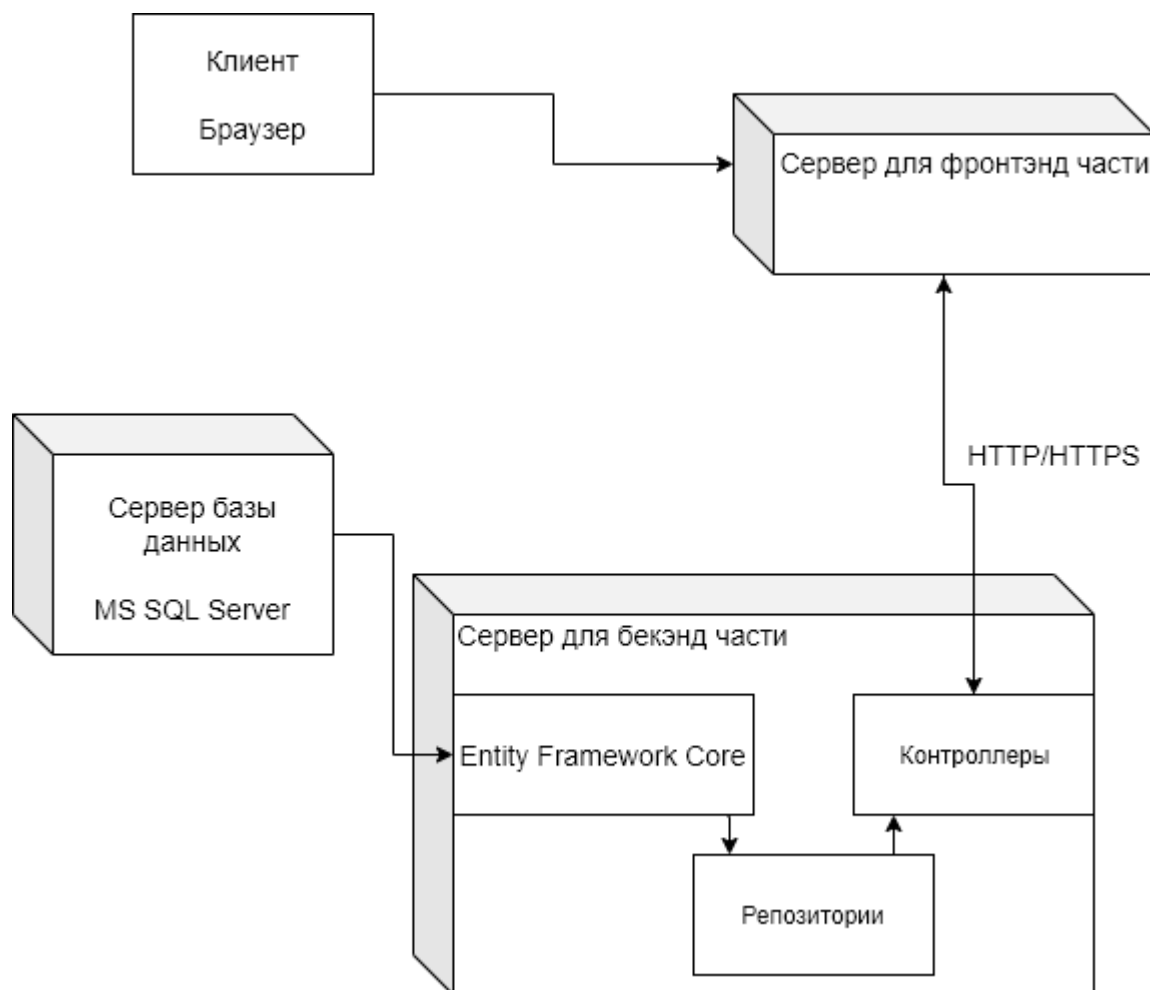 Клиент
Браузер
Сервер для фронтэнд части
HTTP/HTTPS
Сервер базы
данных
MS SQL Server
Сервер для бекэнд части
Entity Framework Core
Контроллеры
Репозитории